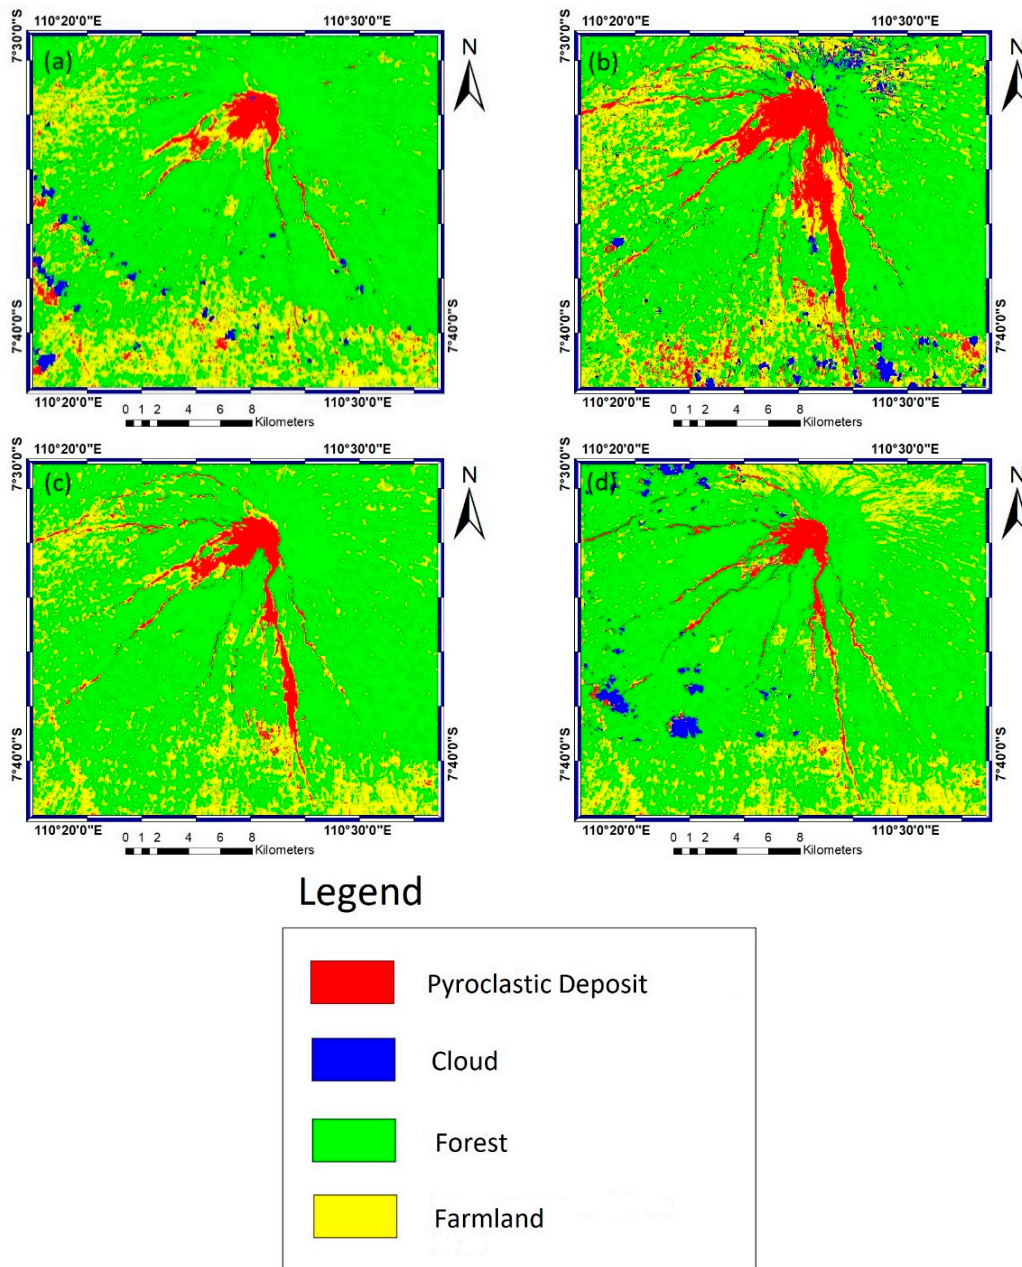 110°20'0"E 110°30'0"E 110°20'0"E 110°30'0"E
7°30'0"S (a) N 7°30'0"S (b) N
7°40'0"S 7°40'0"S 7°40'0"S 7°40'0"S
110°20'0"E 110°30'0"E 110°20'0"E 110°30'0"E
0 1 2 4 6 8 0 1 2 4 6 8
Kilometers Kilometers
110°20'0"E 110°30'0"E 110°20'0"E 110°30'0"E
7°30'0"S (c) N 7°30'0"S (d) N
7°40'0"S 7°40'0"S 7°40'0"S 7°40'0"S
110°20'0"E 110°30'0"E 110°20'0"E 110°30'0"E
0 1 2 4 6 8 0 1 2 4 6 8
Kilometers Kilometers
Legend
Pyroclastic Deposit
Cloud
Forest
Farmland